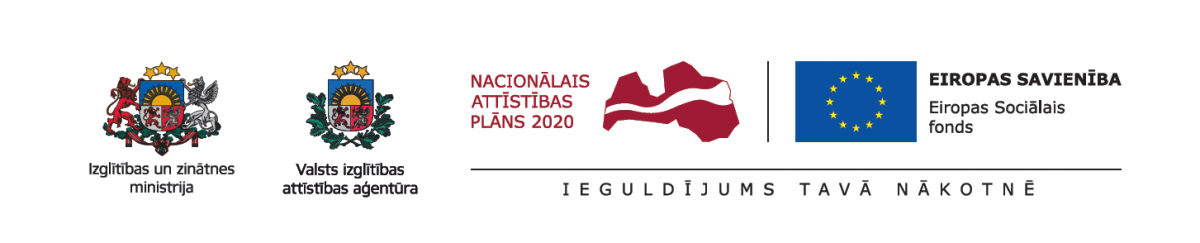 Izglītības un zinātnes
ministrija
Valsts izglītības
attīstības aģentūra
NACIONĀLAIS
ATTĪSTĪBAS
PLĀNS 2020
EIROPAS SAVIENĪBA
Eiropas Sociālais
fonds
IEGULDĪJUMS TAVĀ NĀKOTNĒ